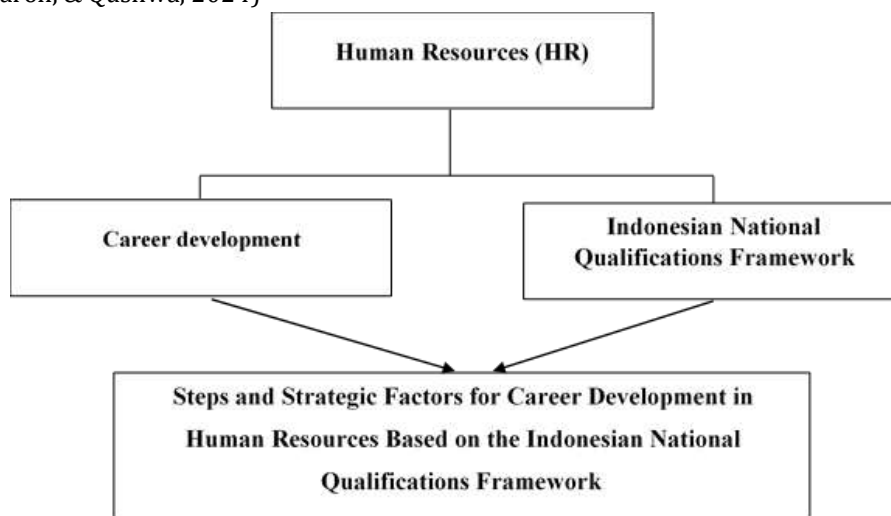 Human Resources (HR)
Career development
Indonesian National
Qualifications Framework
Steps and Strategic Factors for Career Development in
Human Resources Based on the Indonesian National
Qualifications Framework